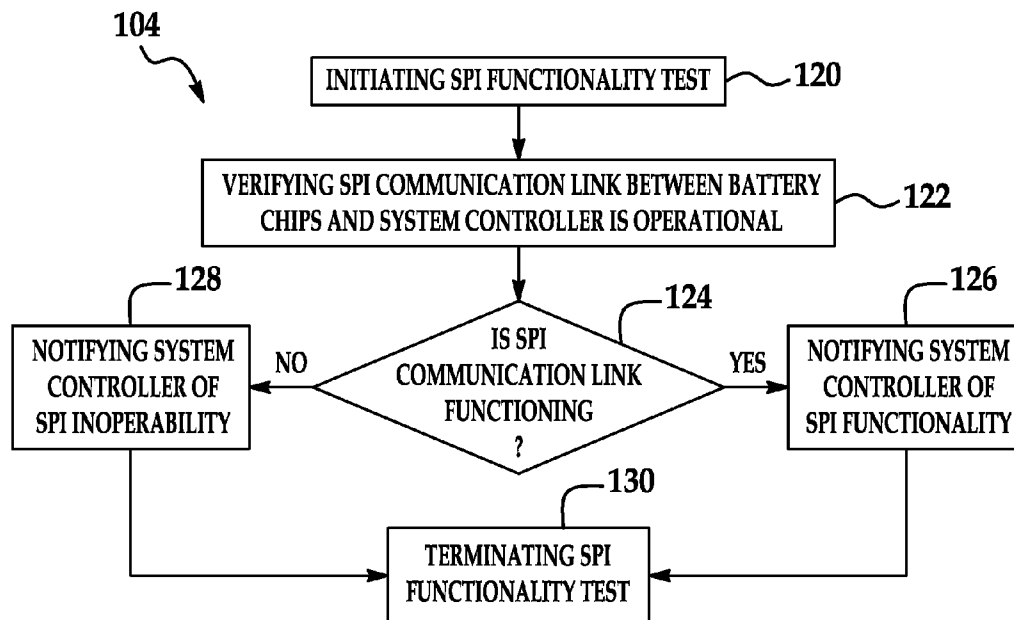 104
INITIATING SPI FUNCTIONALITY TEST
120
VERIFYING SPI COMMUNICATION LINK BETWEEN BATTERY
CHIPS AND SYSTEM CONTROLLER IS OPERATIONAL
122
128
NOTIFYING SYSTEM
CONTROLLER OF
SPI INOPERABILITY
NO
124
IS SPI
COMMUNICATION LINK
FUNCTIONING
?
YES
126
NOTIFYING SYSTEM
CONTROLLER OF
SPI FUNCTIONALITY
130
TERMINATING SPI
FUNCTIONALITY TEST